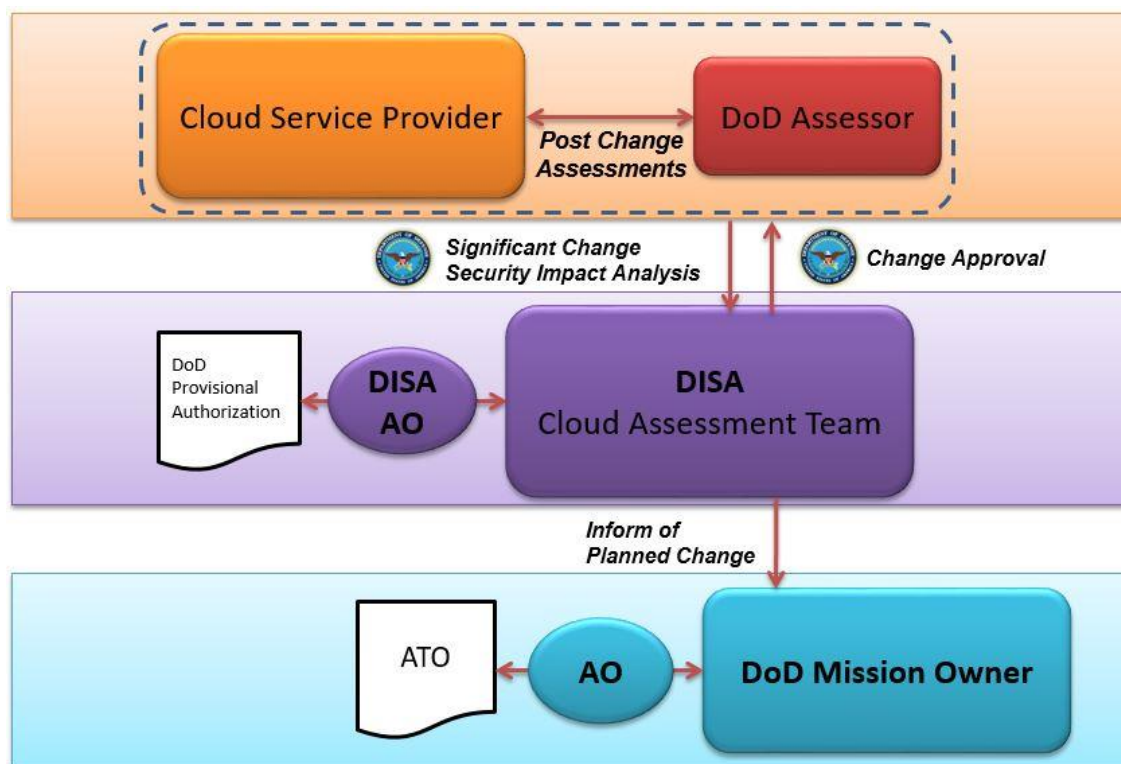 Cloud Service Provider
DoD Assessor
Post Change
Assessments
Significant Change
Security Impact Analysis
Change Approval
DoD
Provisional
Authorization
DISA
AO
DISA
Cloud Assessment Team
Inform of
Planned Change
ATO
AO
DoD Mission Owner